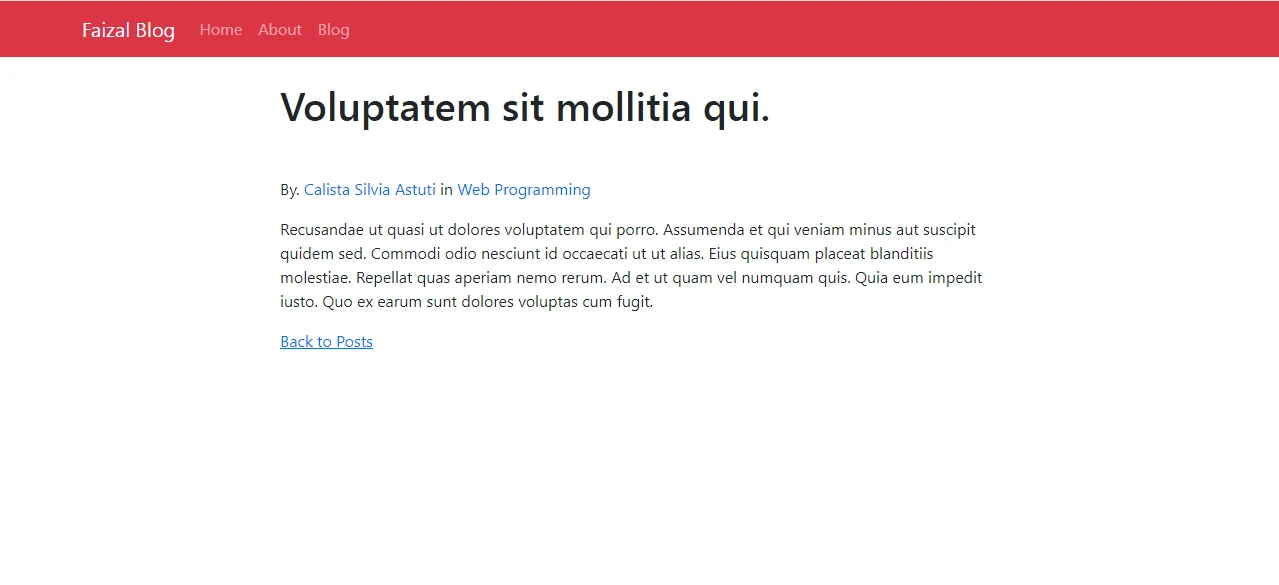 Faizal Blog Home About Blog
Voluptatem sit mollitia qui.
By. Calista Silvia Astuti in Web Programming
Recusandae ut quasi ut dolores voluptatem qui porro. Assumenda et qui veniam minus aut suscipit
quidem sed. Commodi odio nesciunt id occaecati ut ut alias. Eius quisquam placeat blanditiis
molestiae. Repellat quas aperiam nemo rerum. Ad et ut quam vel numquam quis. Quia eum impedit
iusto. Quo ex earum sunt dolores voluptas cum fugit.
Back to Posts